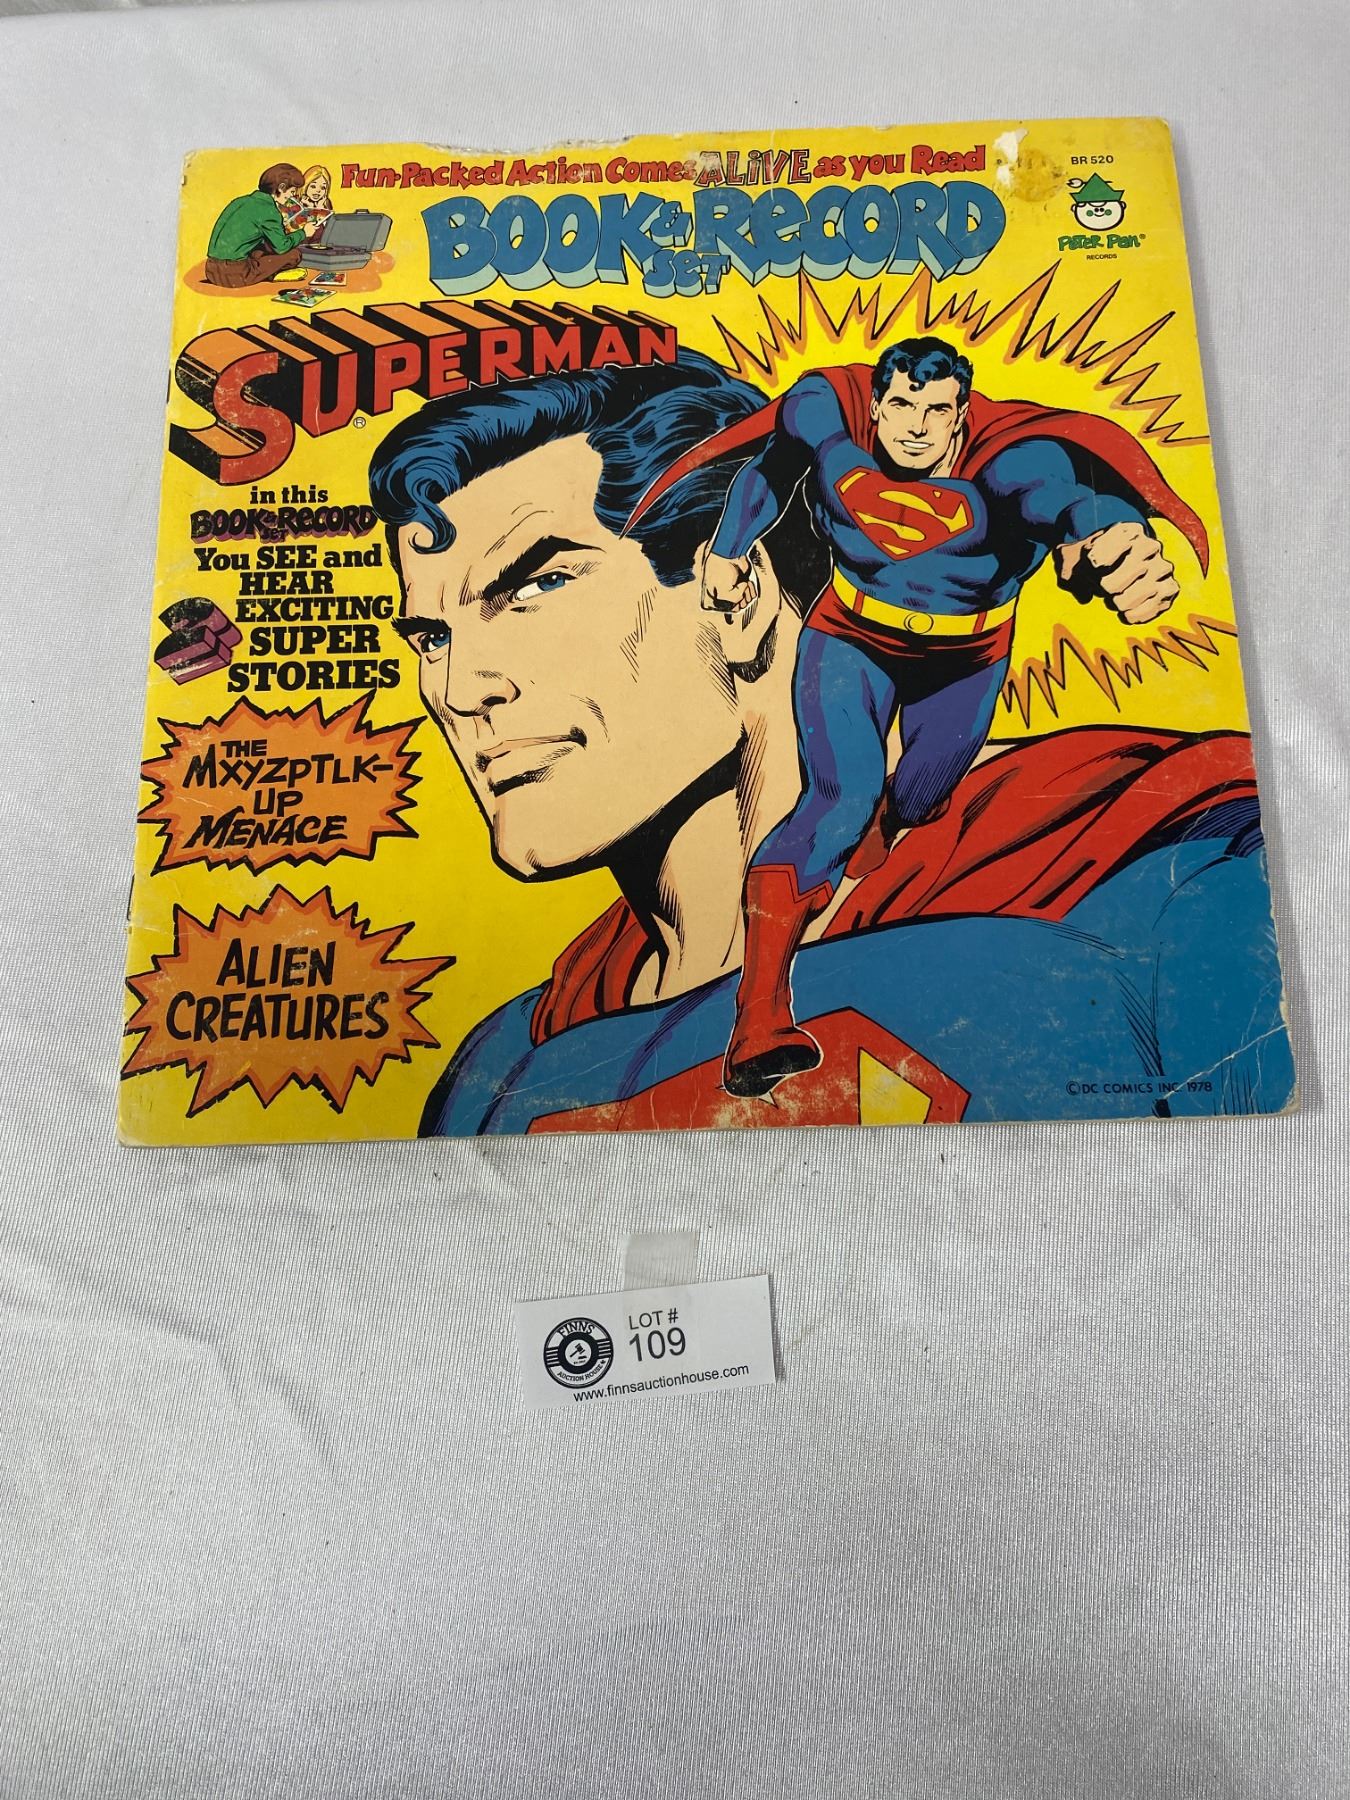 Fun-Packed Action Comes ALiVE as you Read
BR 520
BOOK & RECORD
SET
Peter Pan®
RECORDS
SUPERMAN
®
in this
BOOK & RECORD
SET
You SEE and
HEAR
2 EXCITING
SUPER
STORIES
THE
MXYZPTLK-
UP
MENACE
ALIEN
CREATURES
© DC COMICS INC. 1978
FINNS
AUCTION HOUSE
LOT #
109
www.finnsauctionhouse.com